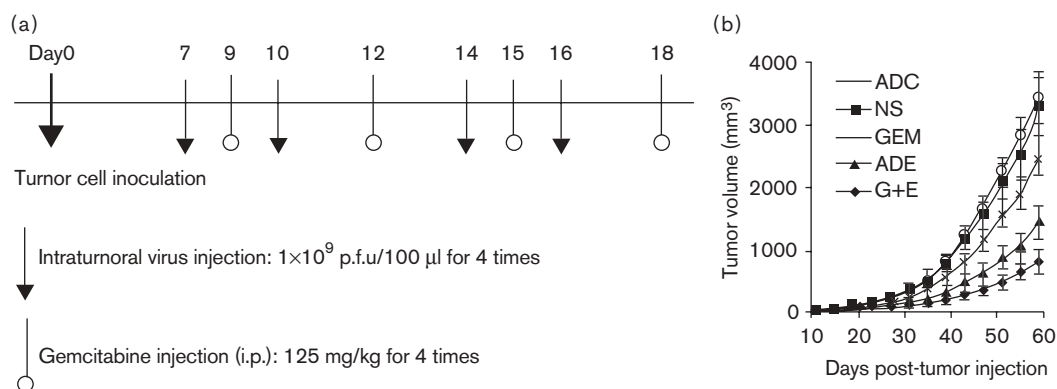 (a)
Day0 7 9 10 12 14 15 16 18
Turnor cell inoculation
Intraturnoral virus injection: 1×10⁹ p.f.u/100 µl for 4 times
Gemcitabine injection (i.p.): 125 mg/kg for 4 times
(b)
Tumor volume (mm³)
4000
3000
2000
1000
0
ADC
NS
GEM
ADE
G+E
10 20 30 40 50 60
Days post-tumor injection